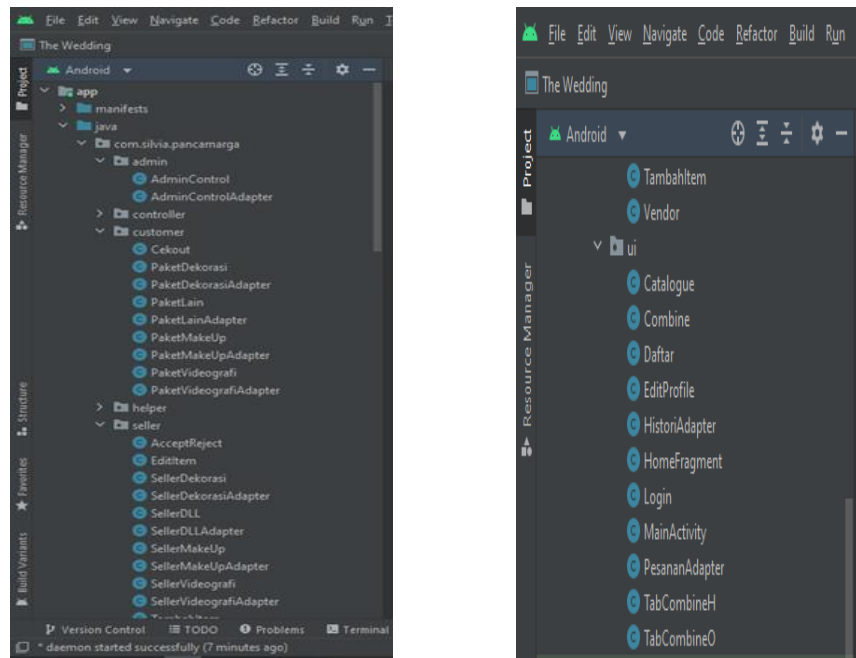 File Edit View Navigate Code Refactor Build Run
The Wedding
Project
Android
app
manifests
java
com.silvia.pancamarga
admin
AdminControl
AdminControlAdapter
controller
customer
Cekout
PaketDekorasi
PaketDekorasiAdapter
PaketLain
PaketLainAdapter
PaketMakeUp
PaketMakeUpAdapter
PaketVideografi
PaketVideografiAdapter
helper
seller
AcceptReject
EditItem
SellerDekorasi
SellerDekorasiAdapter
SellerDLL
SellerDLLAdapter
SellerMakeUp
SellerMakeUpAdapter
SellerVideografi
SellerVideografiAdapter
Resource Manager
Structure
Favorites
Build Variants
Version Control TODO Problems Terminal
* daemon started successfully (7 minutes ago)
File Edit View Navigate Code Refactor Build Run
The Wedding
Project
Android
TambahItem
Vendor
ui
Catalogue
Combine
Daftar
EditProfile
HistoriAdapter
HomeFragment
Login
MainActivity
PesananAdapter
TabCombineH
TabCombineO
Resource Manager